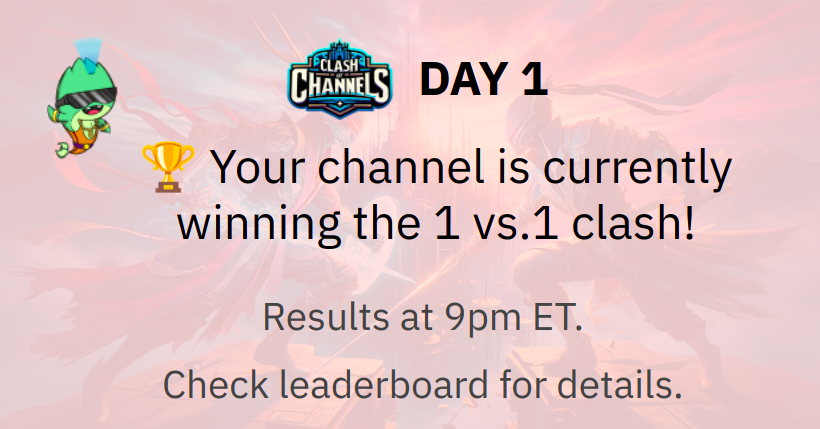 CLASH
OF
CHANNELS
DAY 1
🏆 Your channel is currently
winning the 1 vs.1 clash!
Results at 9pm ET.
Check leaderboard for details.